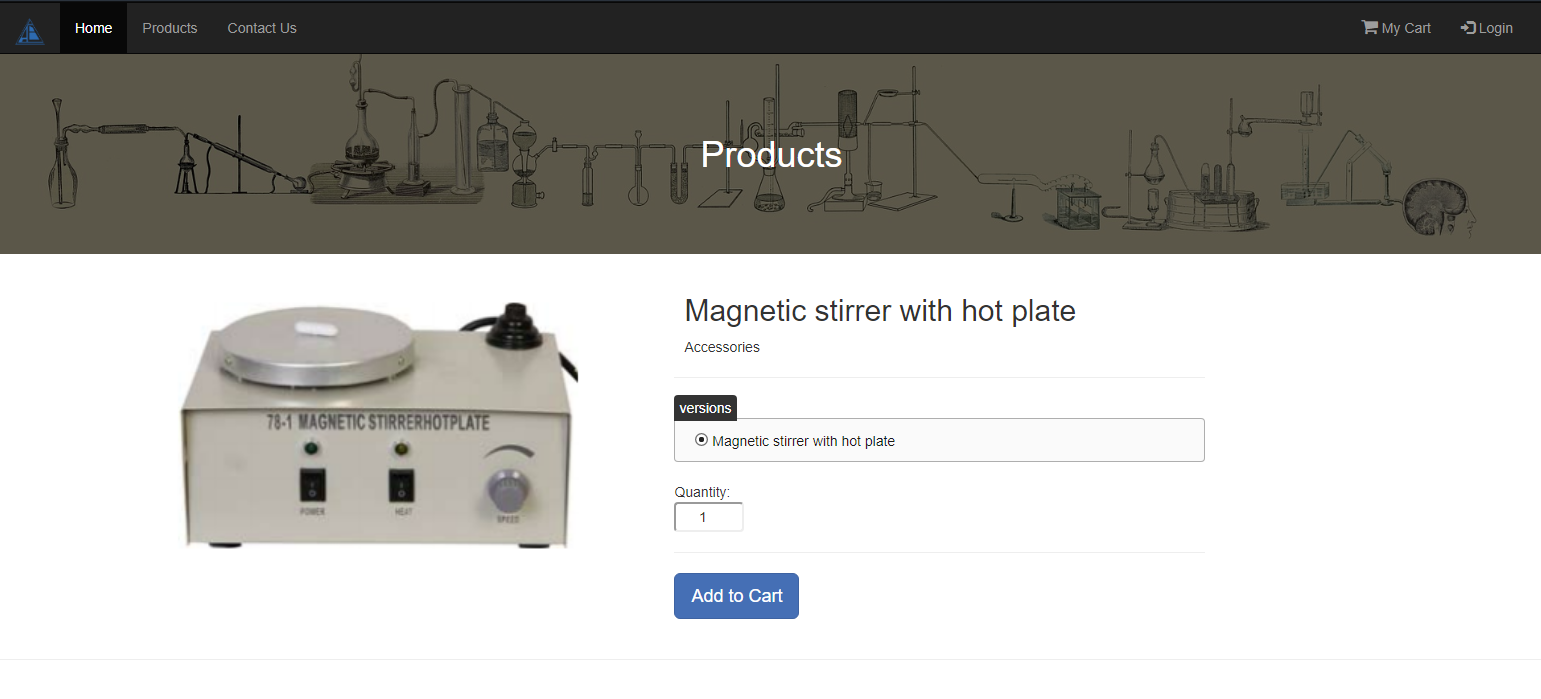 Home Products Contact Us My Cart Login
Products
Magnetic stirrer with hot plate
Accessories
78-1 MAGNETIC STIRRERHOTPLATE
POWER HEAT SPEED
versions
Magnetic stirrer with hot plate
Quantity:
1
Add to Cart